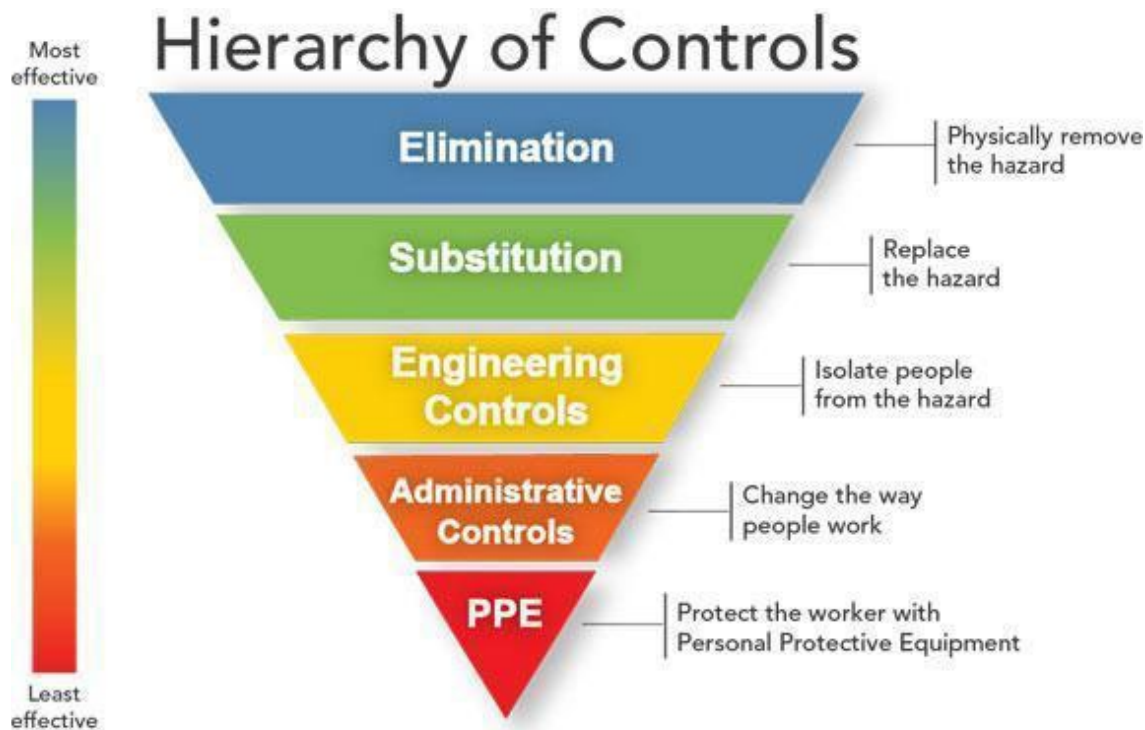 Hierarchy of Controls
Most
effective
Elimination
Physically remove
the hazard
Substitution
Replace
the hazard
Engineering
Controls
Isolate people
from the hazard
Administrative
Controls
Change the way
people work
PPE
Protect the worker with
Personal Protective Equipment
Least
effective